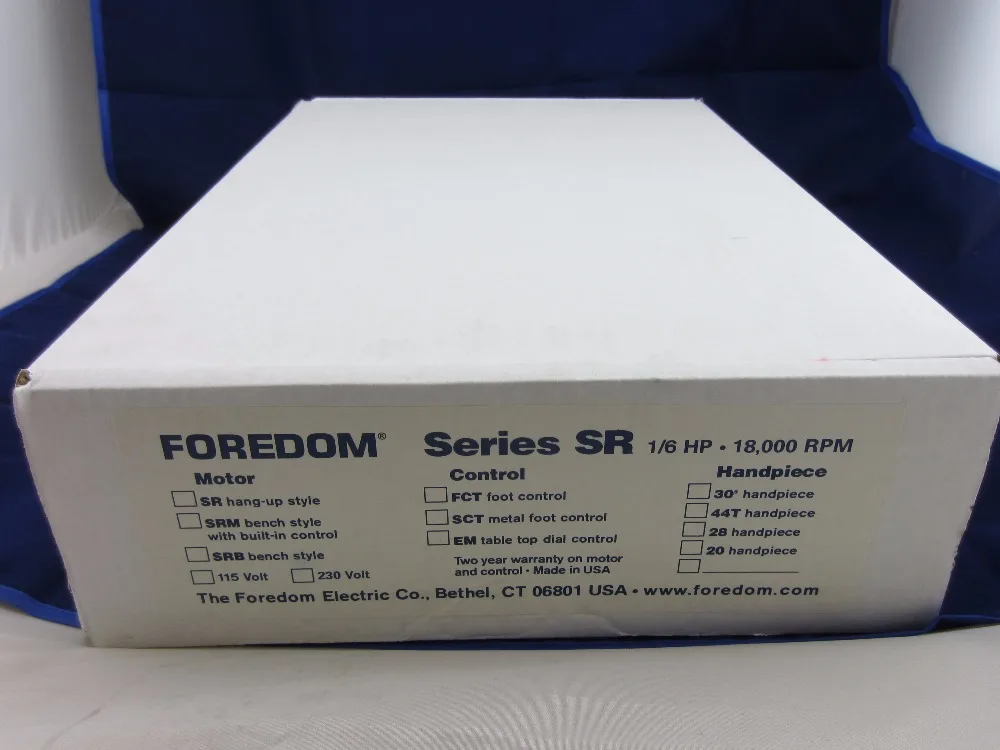 FOREDOM® Series SR 1/6 HP • 18,000 RPM
Motor
SR hang-up style
SRM bench style
with built-in control
SRB bench style
115 Volt 230 Volt
Control
FCT foot control
SCT metal foot control
EM table top dial control
Two year warranty on motor
and control • Made in USA
Handpiece
30® handpiece
44T handpiece
28 handpiece
20 handpiece
The Foredom Electric Co., Bethel, CT 06801 USA • www.foredom.com